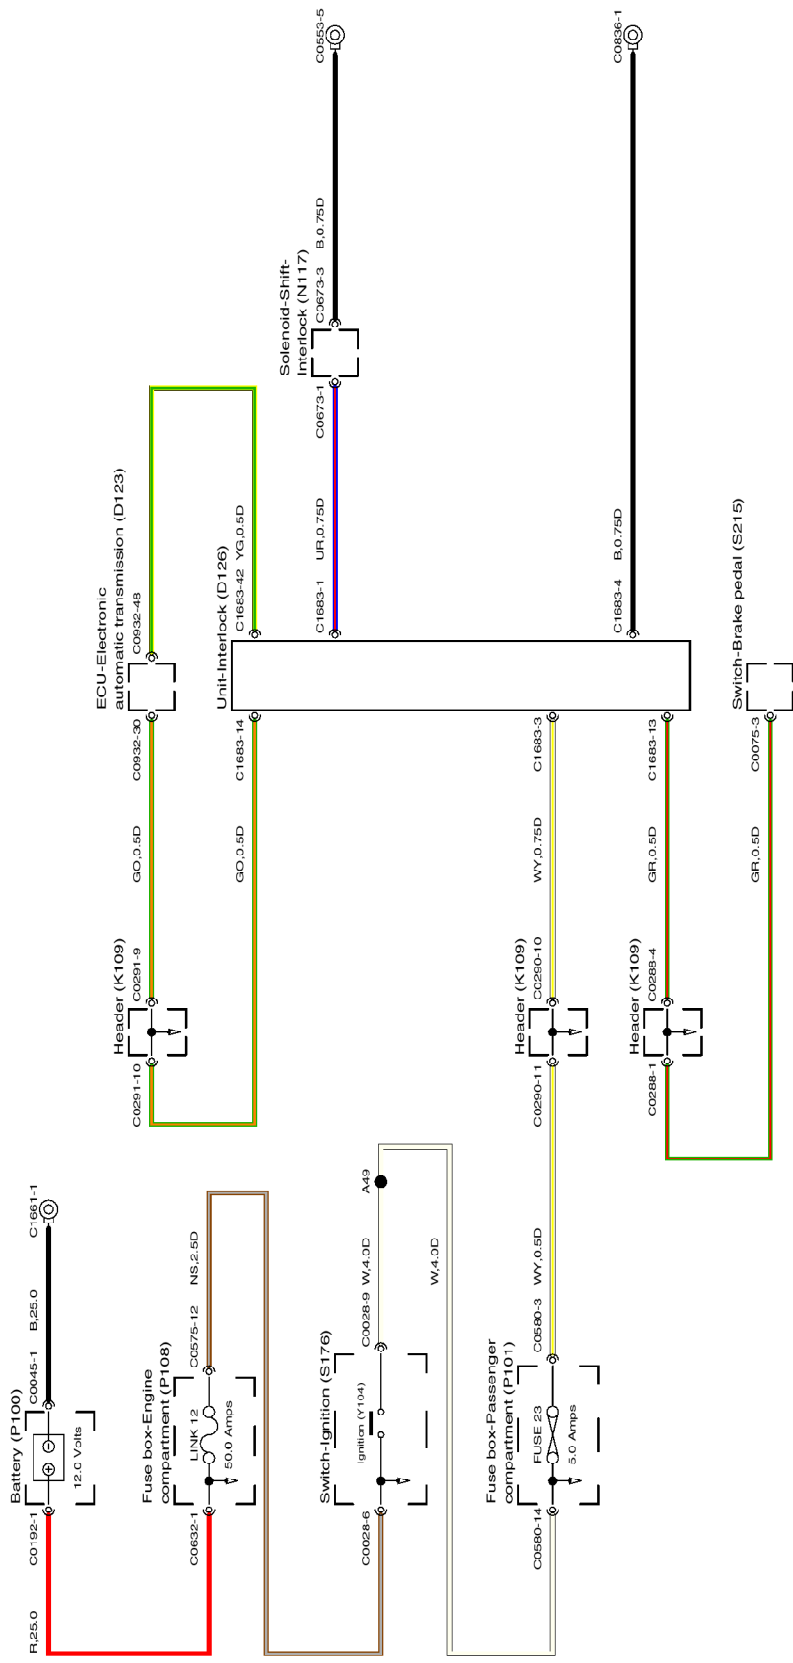 Battery (P100)
C0192-1
R,25.0
12.0 Volts
C0045-1
B,25.0
C1661-1
Fuse box-Engine
compartment (P108)
C0632-1
LINK 12
50.0 Amps
C0575-12
NS,2.5D
Switch-Ignition (S176)
C0028-6
Ignition (Y104)
C0028-9
W,4.0D
A49
W,4.0D
Fuse box-Passenger
compartment (P101)
C0580-14
FUSE 23
5.0 Amps
C0580-3
WY,0.5D
Header (K109)
C0291-10
C0291-9
GO,0.5D
GO,0.5D
Header (K109)
C0290-11
C0290-10
WY,0.75D
Header (K109)
C0288-1
C0288-4
GR,0.5D
GR,0.5D
ECU-Electronic
automatic transmission (D123)
C0932-30
C0932-48
Unit-Interlock (D126)
C1683-14
C1683-42
YG,0.5D
C1683-1
UR,0.75D
C1683-3
C1683-4
B,0.75D
C1683-13
Switch-Brake pedal (S215)
C0075-3
Solenoid-Shift-
Interlock (N117)
C0673-1
C0673-3
B,0.75D
C0553-5
C0836-1